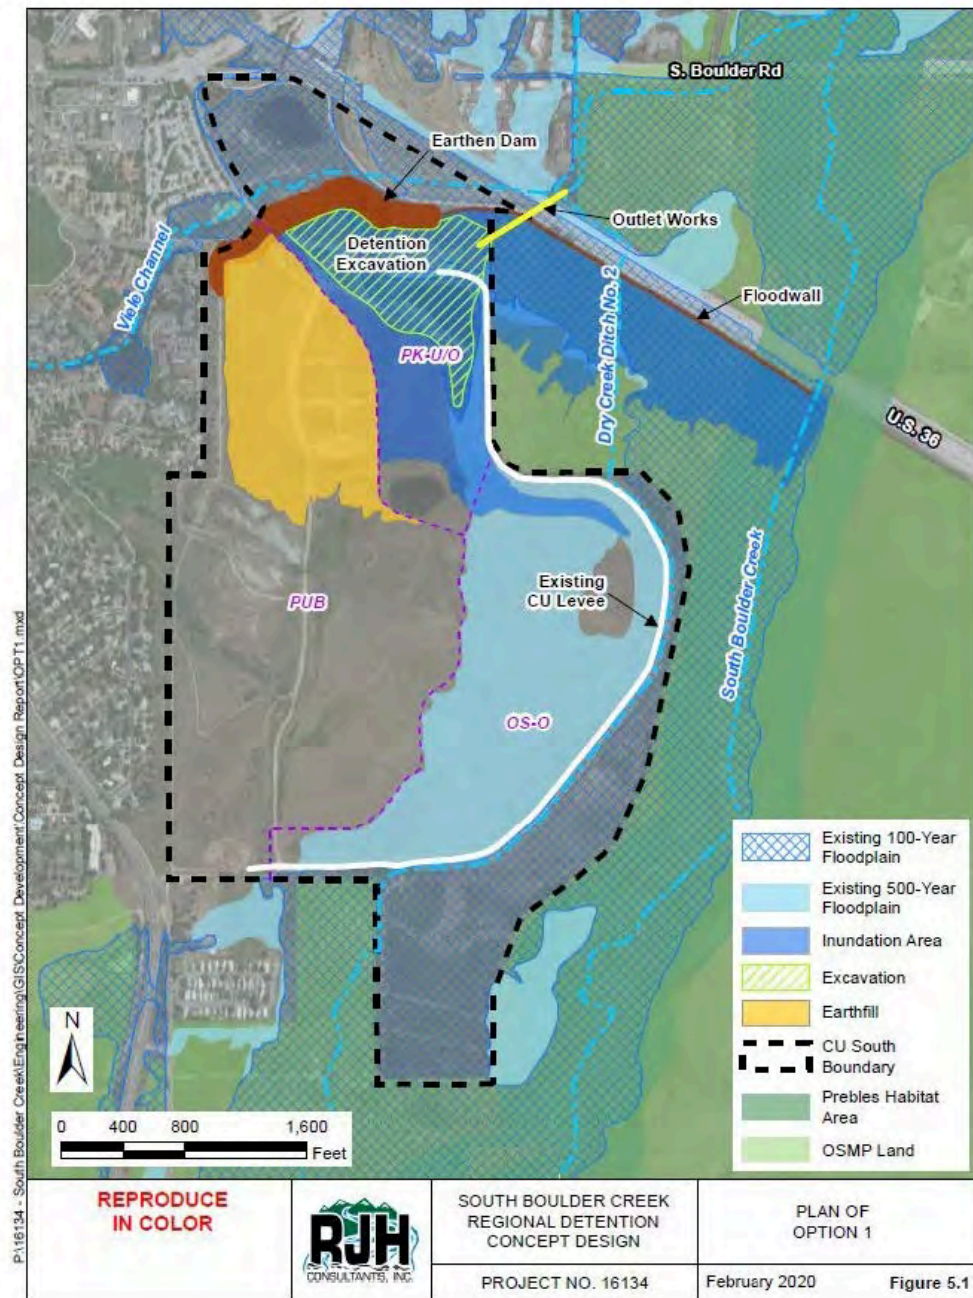 S. Boulder Rd
Earthen Dam
Outlet Works
Detention
Excavation
Viele Channel
Floodwall
Dry Creek Ditch No. 2
PK-U/O
U.S. 36
South Boulder Creek
Existing
CU Levee
PUB
OS-O
P:\16134 - South Boulder Creek\Engineering\GIS\Concept Development\Concept Design Report\OPT1.mxd
Existing 100-Year
Floodplain
Existing 500-Year
Floodplain
Inundation Area
Excavation
Earthfill
CU South
Boundary
Prebles Habitat
Area
OSMP Land
N
0 400 800 1,600
Feet
REPRODUCE
IN COLOR
RJH
CONSULTANTS, INC.
SOUTH BOULDER CREEK
REGIONAL DETENTION
CONCEPT DESIGN
PLAN OF
OPTION 1
PROJECT NO. 16134
February 2020
Figure 5.1